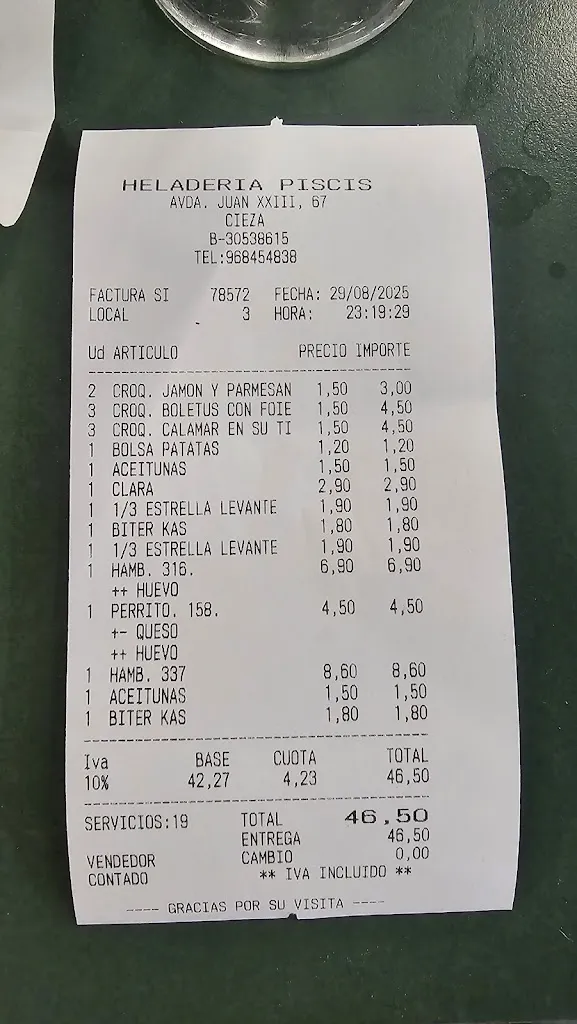 HELADERIA PISCIS
AVDA. JUAN XXIII, 67
CIEZA
B-30538615
TEL:968454838
FACTURA SI 78572 FECHA: 29/08/2025
LOCAL 3 HORA: 23:19:29
Ud ARTICULO PRECIO IMPORTE
2 CROQ. JAMON Y PARMESAN 1,50 3,00
3 CROQ. BOLETUS CON FOIE 1,50 4,50
3 CROQ. CALAMAR EN SU TI 1,50 4,50
1 BOLSA PATATAS 1,20 1,20
1 ACEITUNAS 1,50 1,50
1 CLARA 2,90 2,90
1 1/3 ESTRELLA LEVANTE 1,90 1,90
1 BITER KAS 1,80 1,80
1 1/3 ESTRELLA LEVANTE 1,90 1,90
1 HAMB. 316. 6,90 6,90
++ HUEVO
1 PERRITO. 158. 4,50 4,50
+- QUESO
++ HUEVO
1 HAMB. 337 8,60 8,60
1 ACEITUNAS 1,50 1,50
1 BITER KAS 1,80 1,80
Iva BASE CUOTA TOTAL
10% 42,27 4,23 46,50
SERVICIOS:19 TOTAL 46,50
ENTREGA 46,50
VENDEDOR CAMBIO 0,00
CONTADO ** IVA INCLUIDO **
---- GRACIAS POR SU VISITA ----